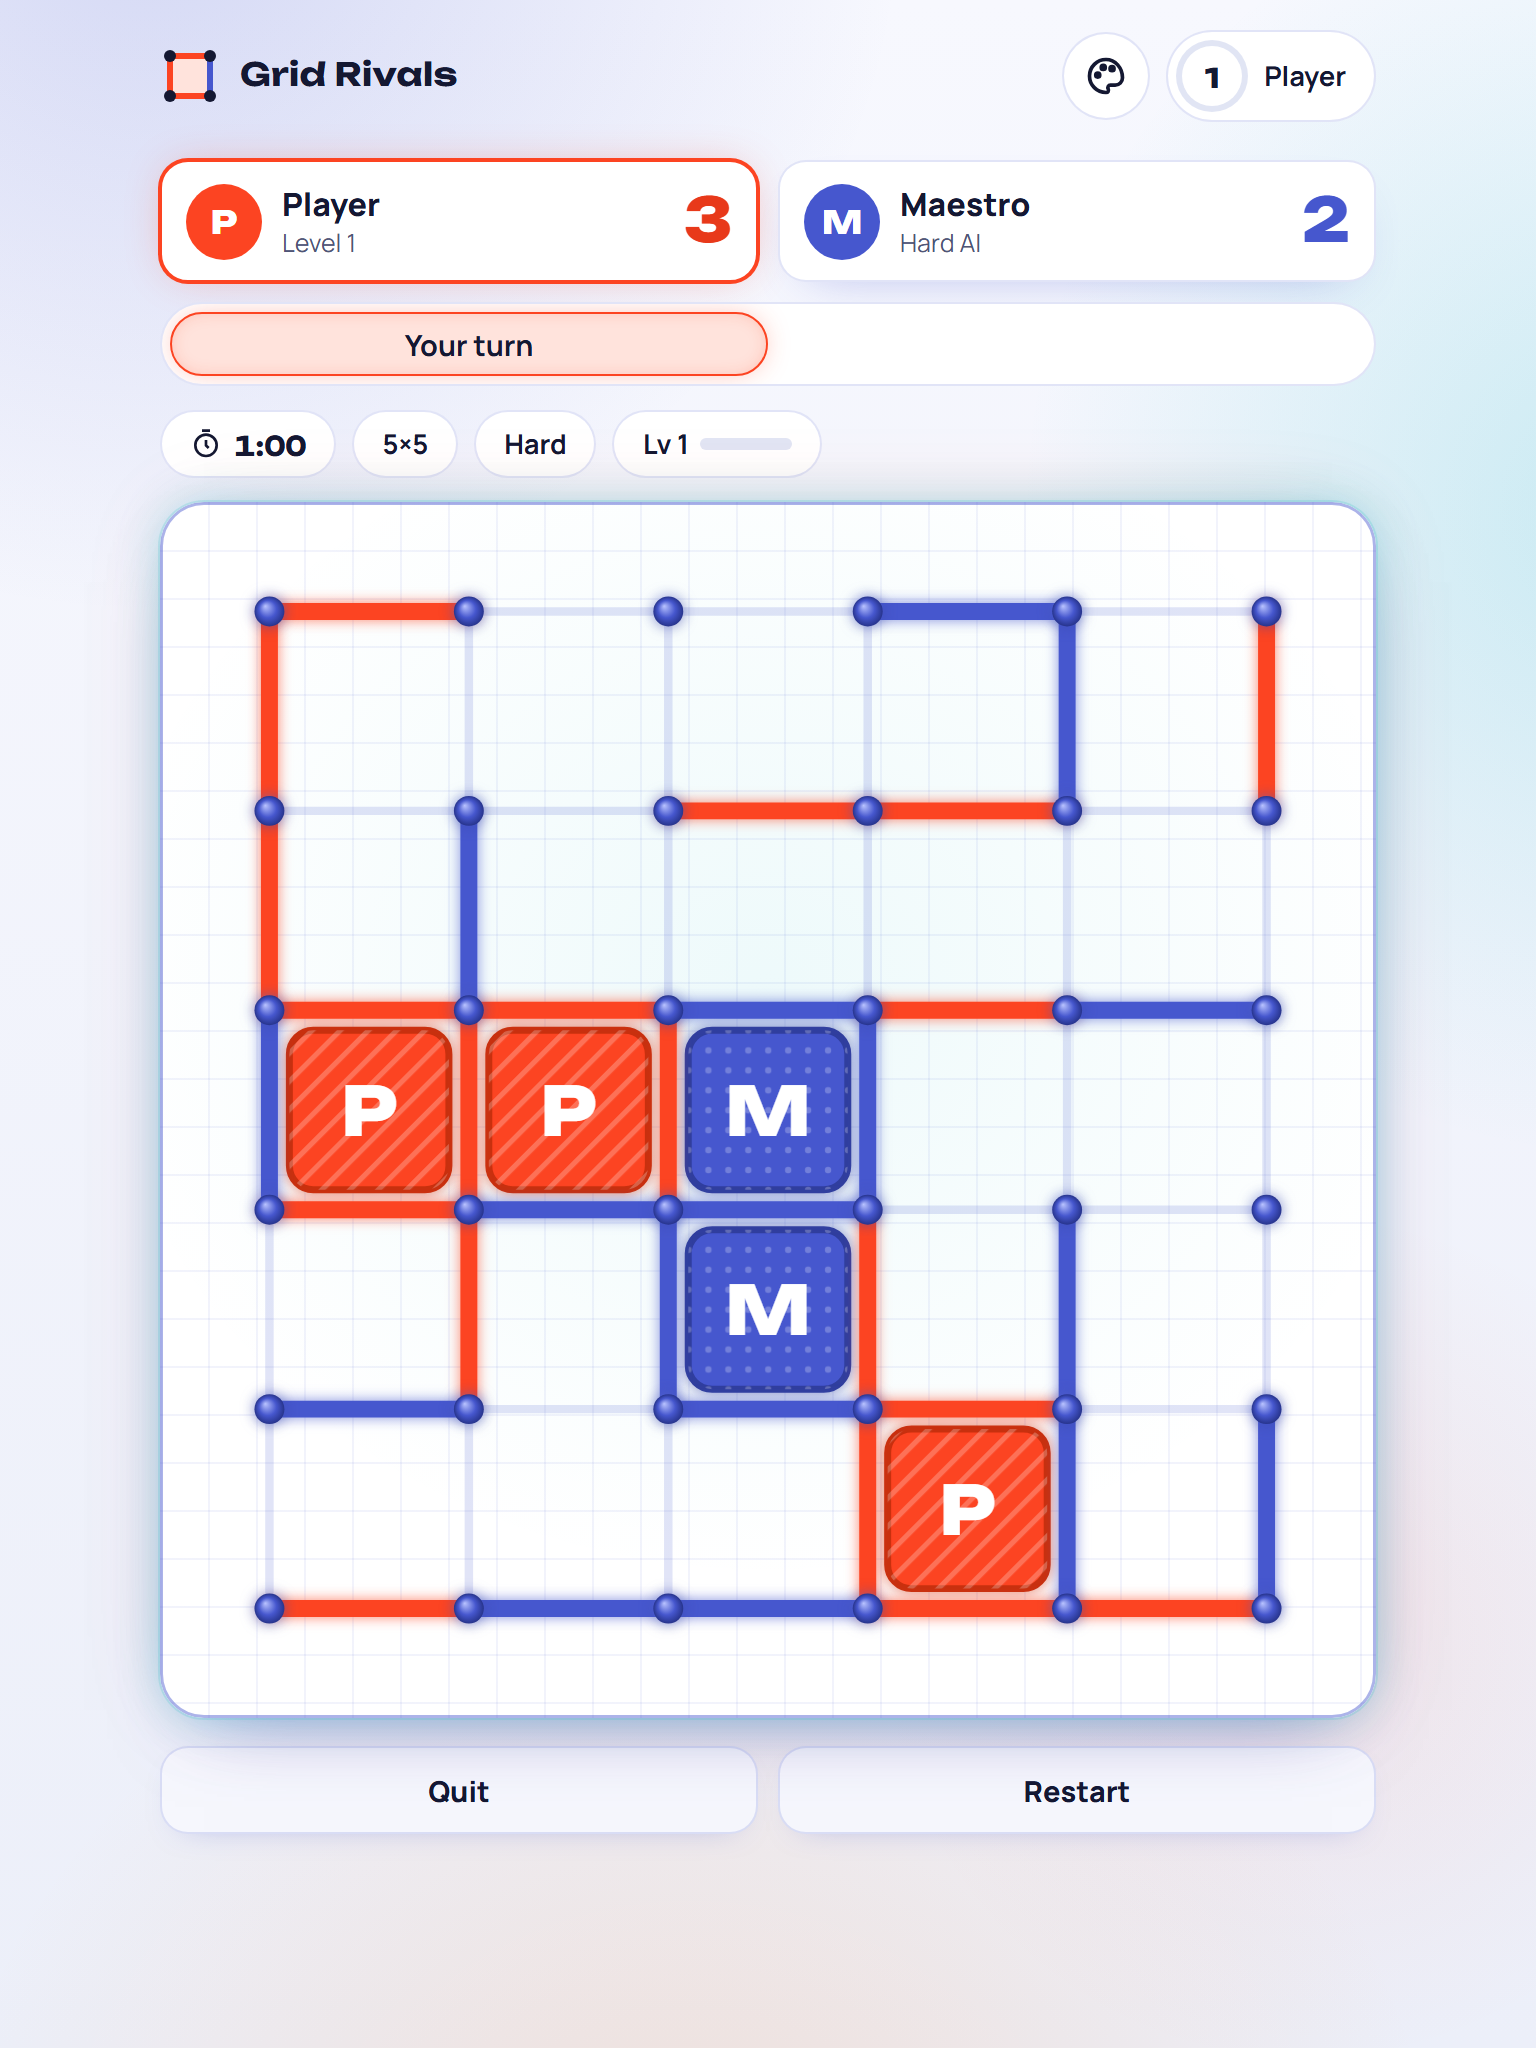 Grid Rivals
1 Player
P Player 3
Level 1
M Maestro 2
Hard AI
Your turn
1:00 5×5 Hard Lv 1
P P M
M
P
Quit Restart